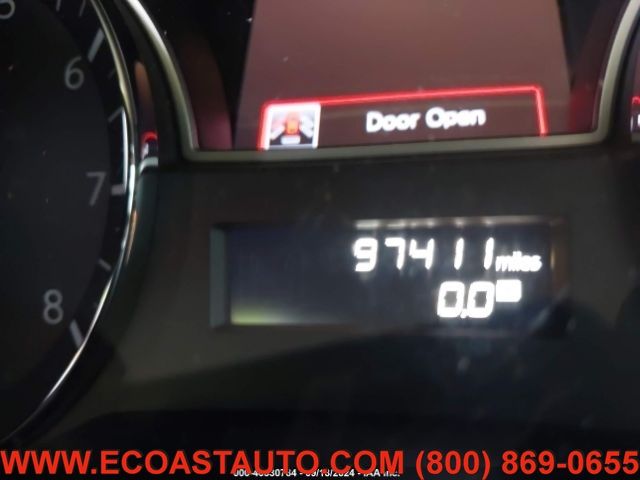 6
7
8
Door Open
97411 miles
0.0
WWW.ECOASTAUTO.COM (800) 869-0655